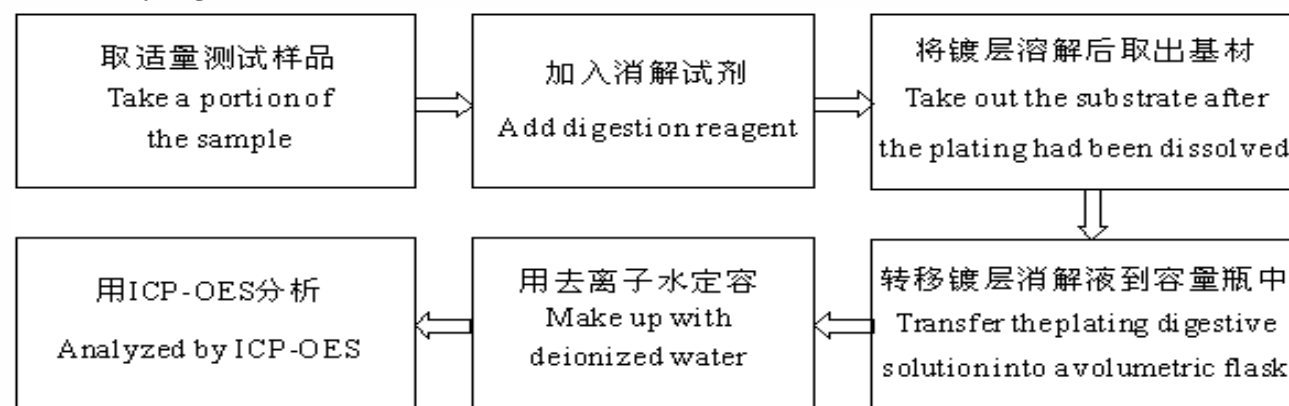 取适量测试样品
Take a portion of
the sample
加入消解试剂
Add digestion reagent
将镀层溶解后取出基材
Take out the substrate after
the plating had been dissolved
转移镀层消解液到容量瓶中
Transfer the plating digestive
solution into a volumetric flask
用去离子水定容
Make up with
deionized water
用ICP-OES分析
Analyzed by ICP-OES